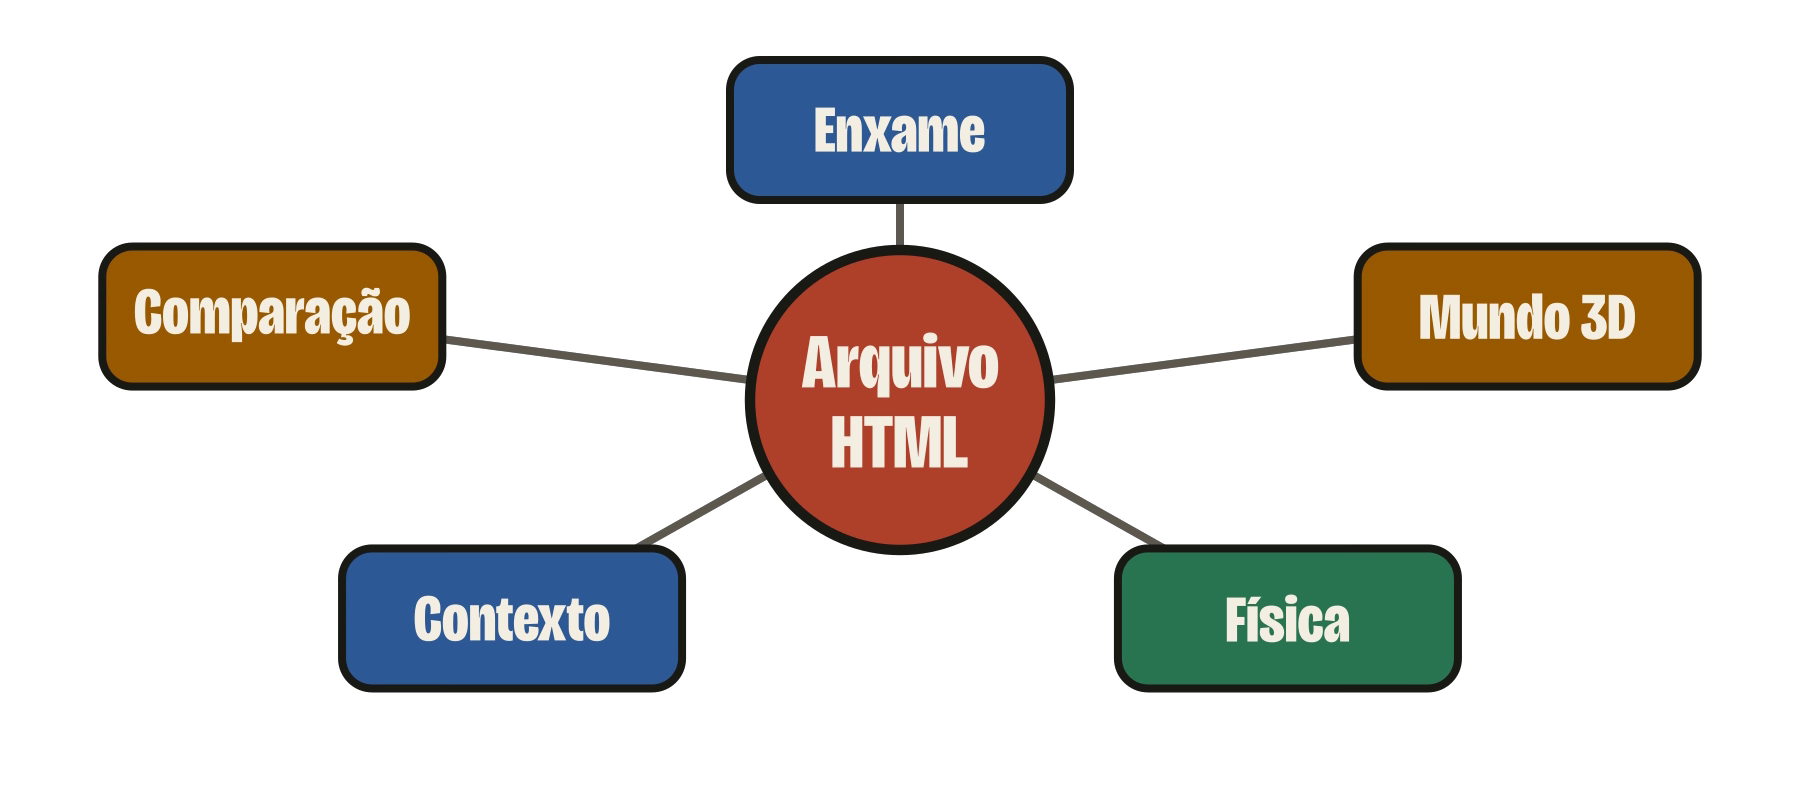 Enxame
Comparação
Mundo 3D
Arquivo
HTML
Contexto
Física